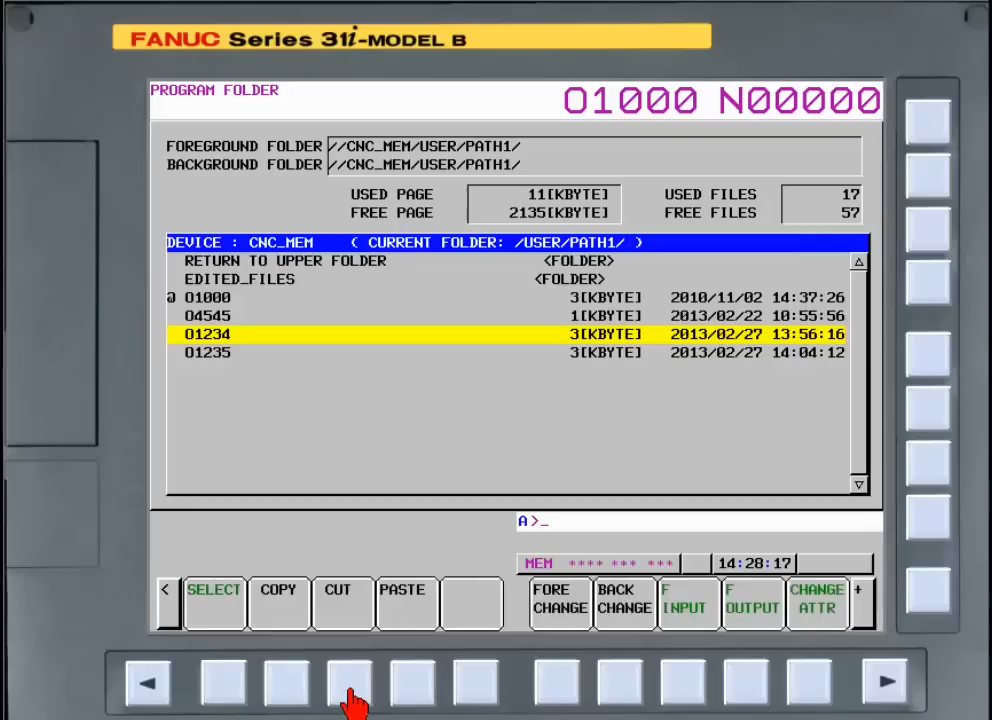 FANUC Series 31i-MODEL B
PROGRAM FOLDER
O1000 N00000
FOREGROUND FOLDER //CNC_MEM/USER/PATH1/
BACKGROUND FOLDER //CNC_MEM/USER/PATH1/
USED PAGE 11[KBYTE] USED FILES 17
FREE PAGE 2135[KBYTE] FREE FILES 57
DEVICE : CNC_MEM ( CURRENT FOLDER: /USER/PATH1/ )
RETURN TO UPPER FOLDER <FOLDER>
EDITED_FILES <FOLDER>
@ O1000 3[KBYTE] 2010/11/02 14:37:26
O4545 1[KBYTE] 2013/02/22 10:55:56
O1234 3[KBYTE] 2013/02/27 13:56:16
O1235 3[KBYTE] 2013/02/27 14:04:12
A>_
MEM **** *** *** 14:28:17
< SELECT COPY CUT PASTE FORE CHANGE BACK CHANGE F INPUT F OUTPUT CHANGE ATTR +